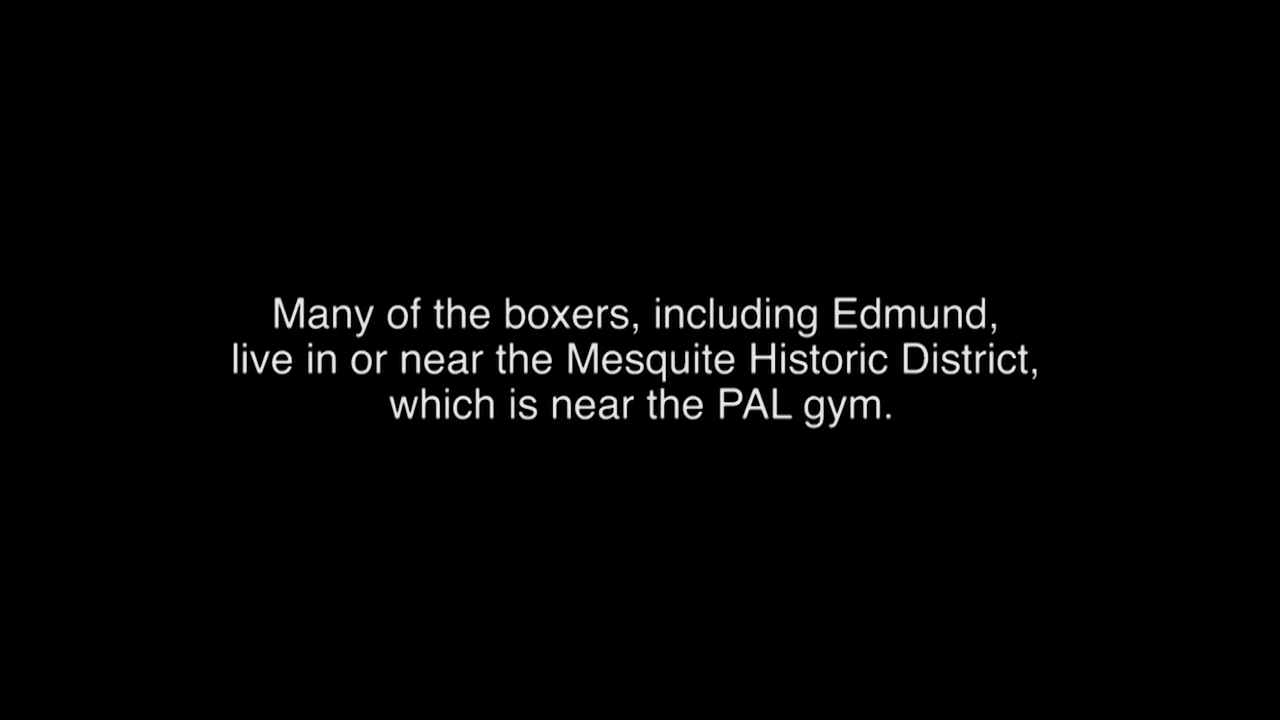 Many of the boxers, including Edmund,
live in or near the Mesquite Historic District,
which is near the PAL gym.